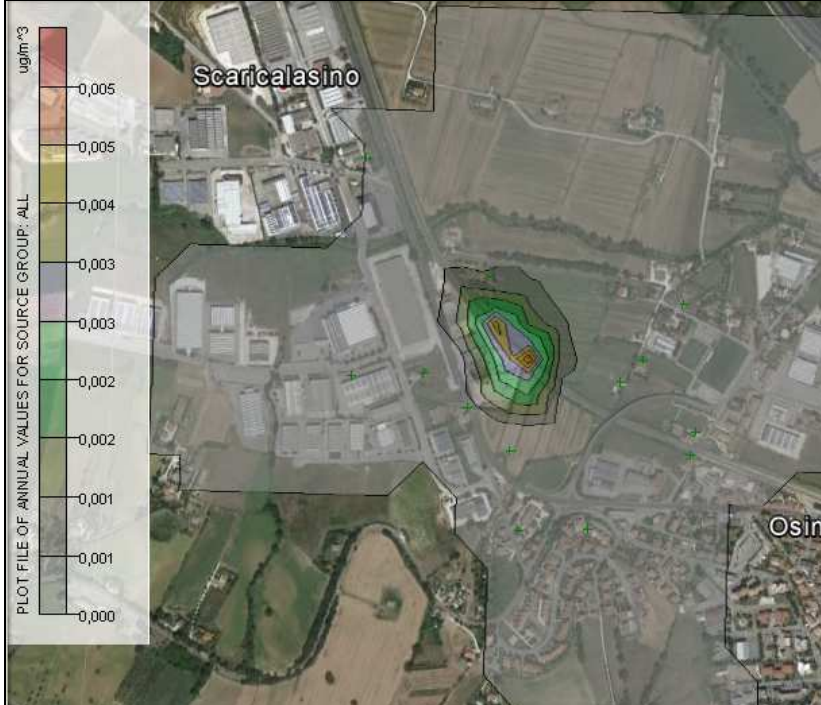 ug/m^3
PLOT FILE OF ANNUAL VALUES FOR SOURCE GROUP: ALL
0,005
0,005
0,004
0,003
0,003
0,002
0,002
0,001
0,001
0,000
Scaricalasino
Osim